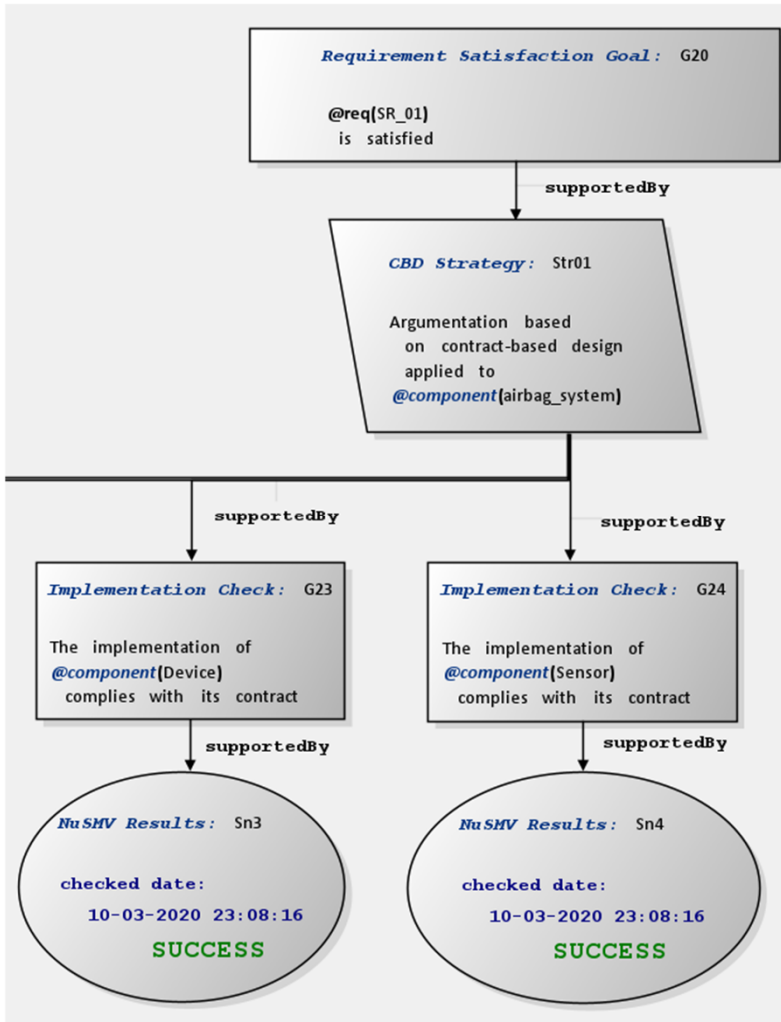 Requirement Satisfaction Goal: G20
@req(SR_01)
is satisfied
supportedBy
CBD Strategy: Str01
Argumentation based
on contract-based design
applied to
@component(airbag_system)
supportedBy
supportedBy
Implementation Check: G23
The implementation of
@component(Device)
complies with its contract
Implementation Check: G24
The implementation of
@component(Sensor)
complies with its contract
supportedBy
supportedBy
NuSMV Results: Sn3
checked date:
10-03-2020 23:08:16
SUCCESS
NuSMV Results: Sn4
checked date:
10-03-2020 23:08:16
SUCCESS